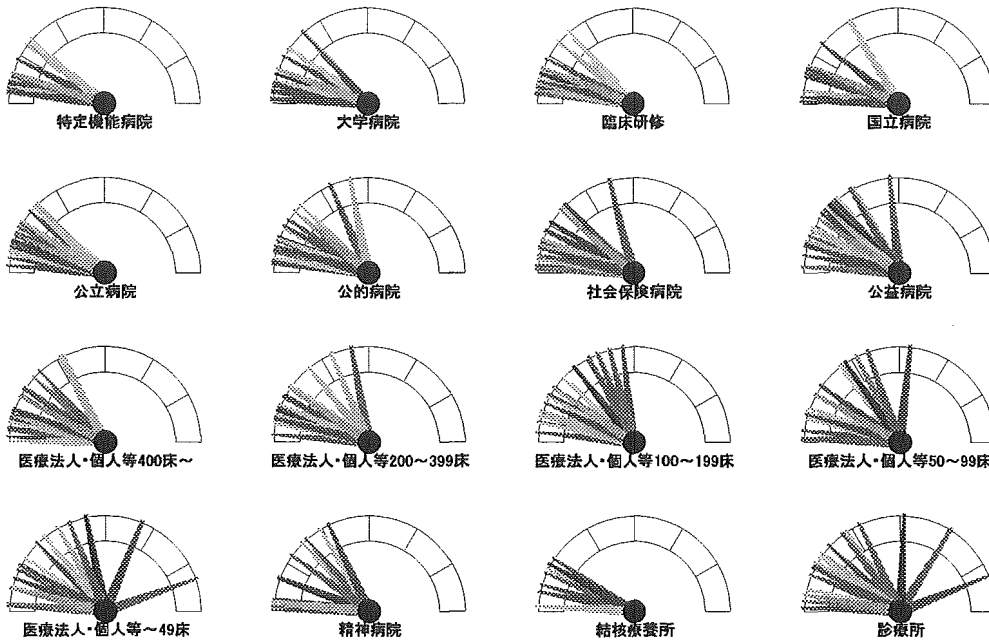 特定機能病院
大学病院
臨床研修
国立病院
公立病院
公的病院
社会保険病院
公益病院
医療法人・個人等400床～
医療法人・個人等200～399床
医療法人・個人等100～199床
医療法人・個人等50～99床
医療法人・個人等～49床
精神病院
結核療養所
診療所